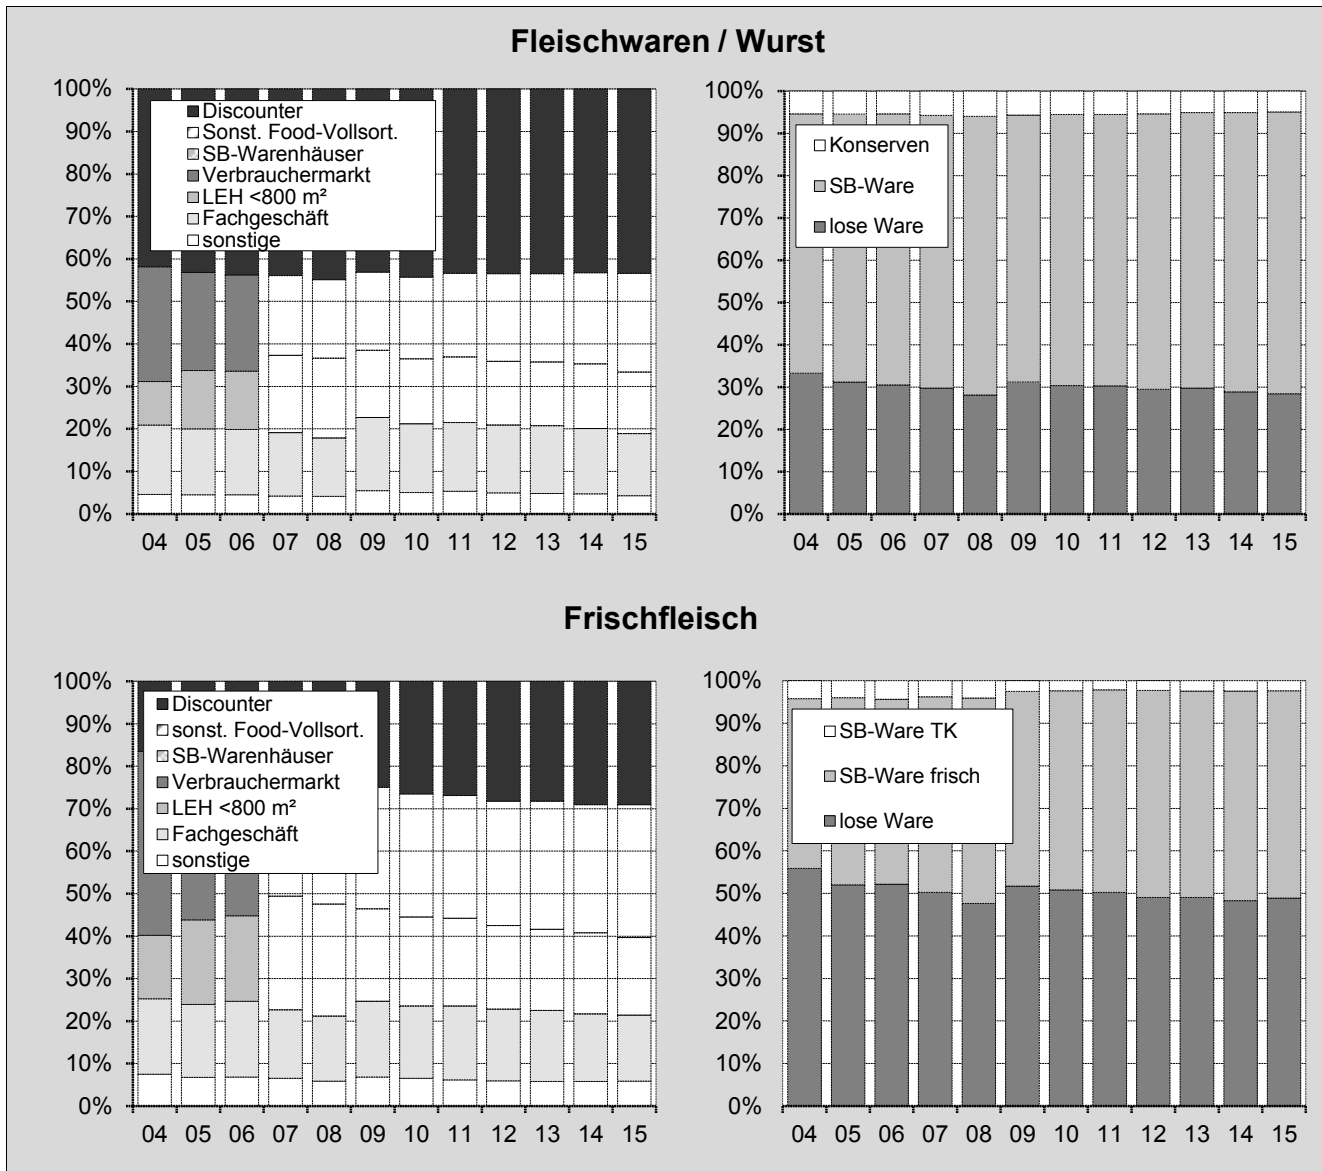 Fleischwaren / Wurst
100%
90%
80%
70%
60%
50%
40%
30%
20%
10%
0%
Discounter
Sonst. Food-Vollsort.
SB-Warenhäuser
Verbrauchermarkt
LEH <800 m²
Fachgeschäft
sonstige
04 05 06 07 08 09 10 11 12 13 14 15
100%
90%
80%
70%
60%
50%
40%
30%
20%
10%
0%
Konserven
SB-Ware
lose Ware
04 05 06 07 08 09 10 11 12 13 14 15
Frischfleisch
100%
90%
80%
70%
60%
50%
40%
30%
20%
10%
0%
Discounter
sonst. Food-Vollsort.
SB-Warenhäuser
Verbrauchermarkt
LEH <800 m²
Fachgeschäft
sonstige
04 05 06 07 08 09 10 11 12 13 14 15
100%
90%
80%
70%
60%
50%
40%
30%
20%
10%
0%
SB-Ware TK
SB-Ware frisch
lose Ware
04 05 06 07 08 09 10 11 12 13 14 15